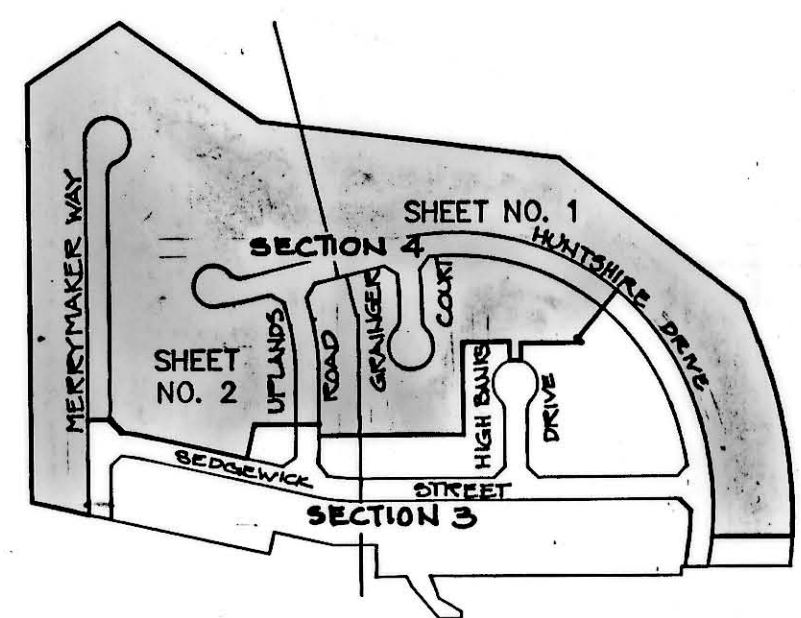 SHEET NO. 1
SECTION 4
HUNTSHIRE DRIVE
MERRYMAKER WAY
SHEET
NO. 2
UPLANDS
ROAD
GRAINGER
COURT
HIGH BANKS
DRIVE
SEDGEWICK
STREET
SECTION 3